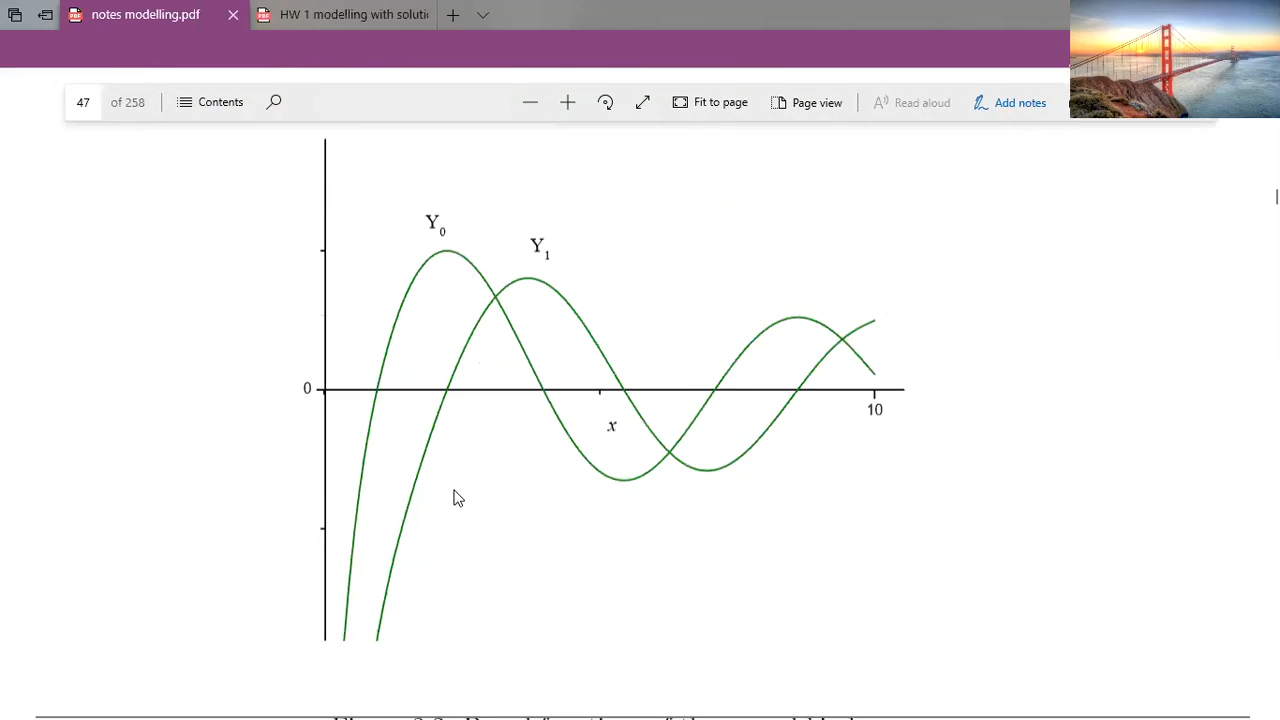 notes modelling.pdf
HW 1 modelling with soluti
47 of 258
Contents
Fit to page
Page view
Read aloud
Add notes
Y0
Y1
0
x
10